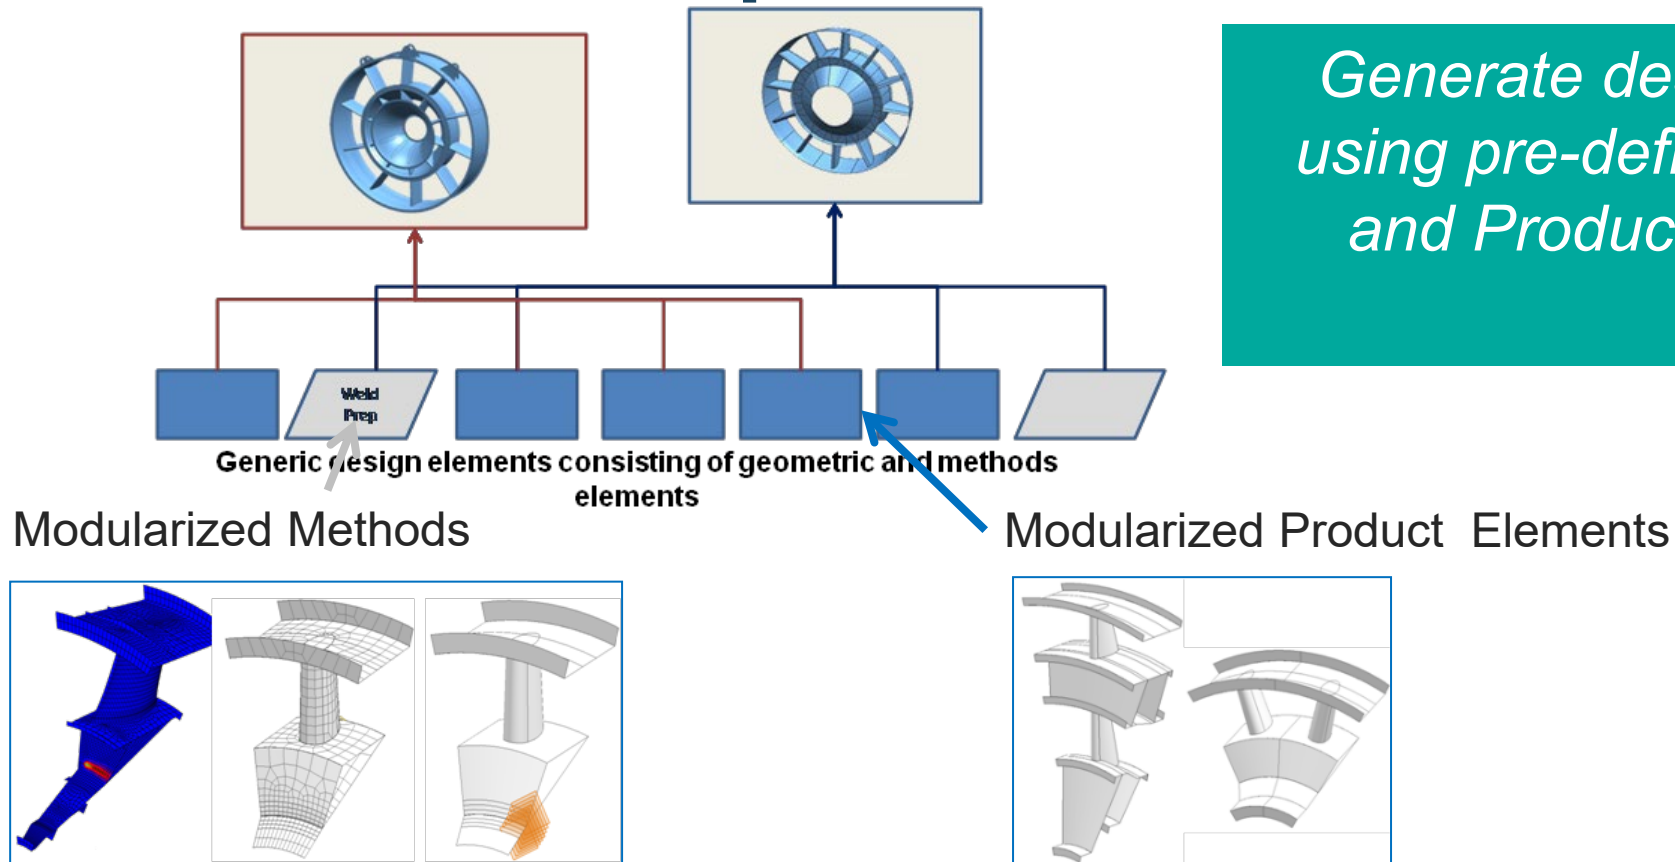 Generate de
using pre-defi
and Produc
Weld
Prep
Generic design elements consisting of geometric and methods
elements
Modularized Methods
Modularized Product Elements